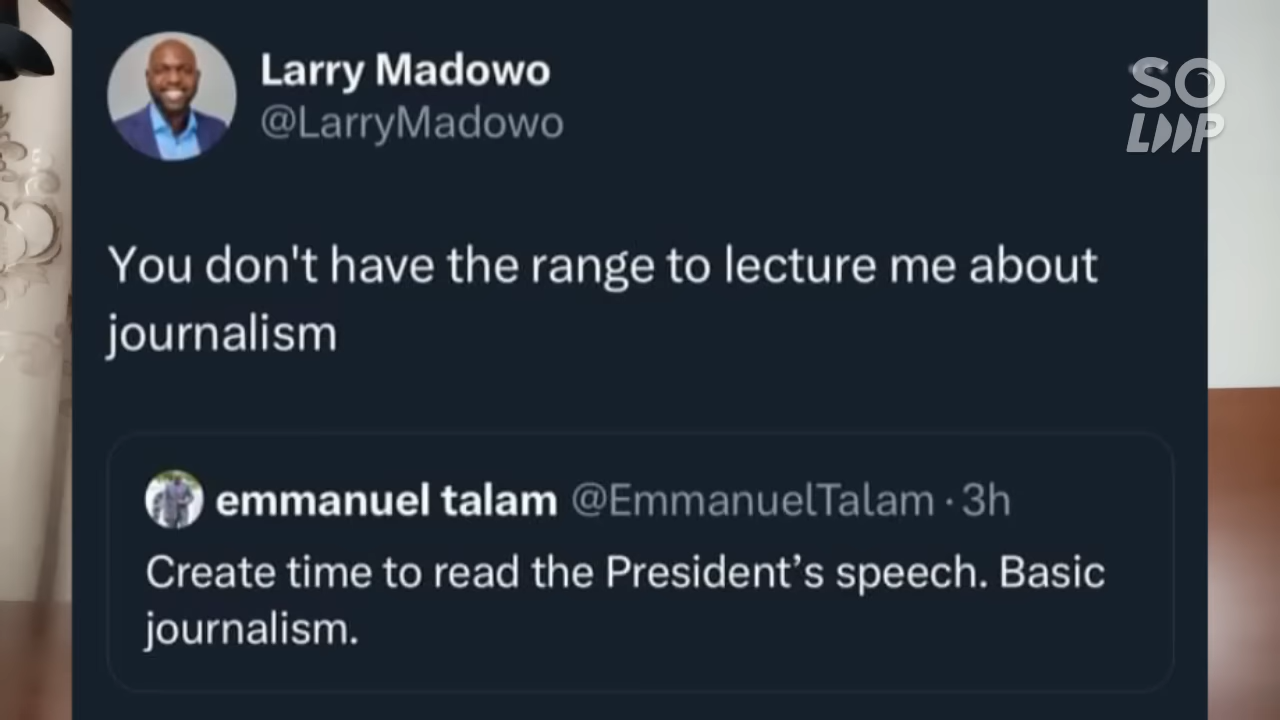 Larry Madowo
@LarryMadowo
SO
LOOP
You don't have the range to lecture me about
journalism
emmanuel talam @EmmanuelTalam · 3h
Create time to read the President’s speech. Basic
journalism.